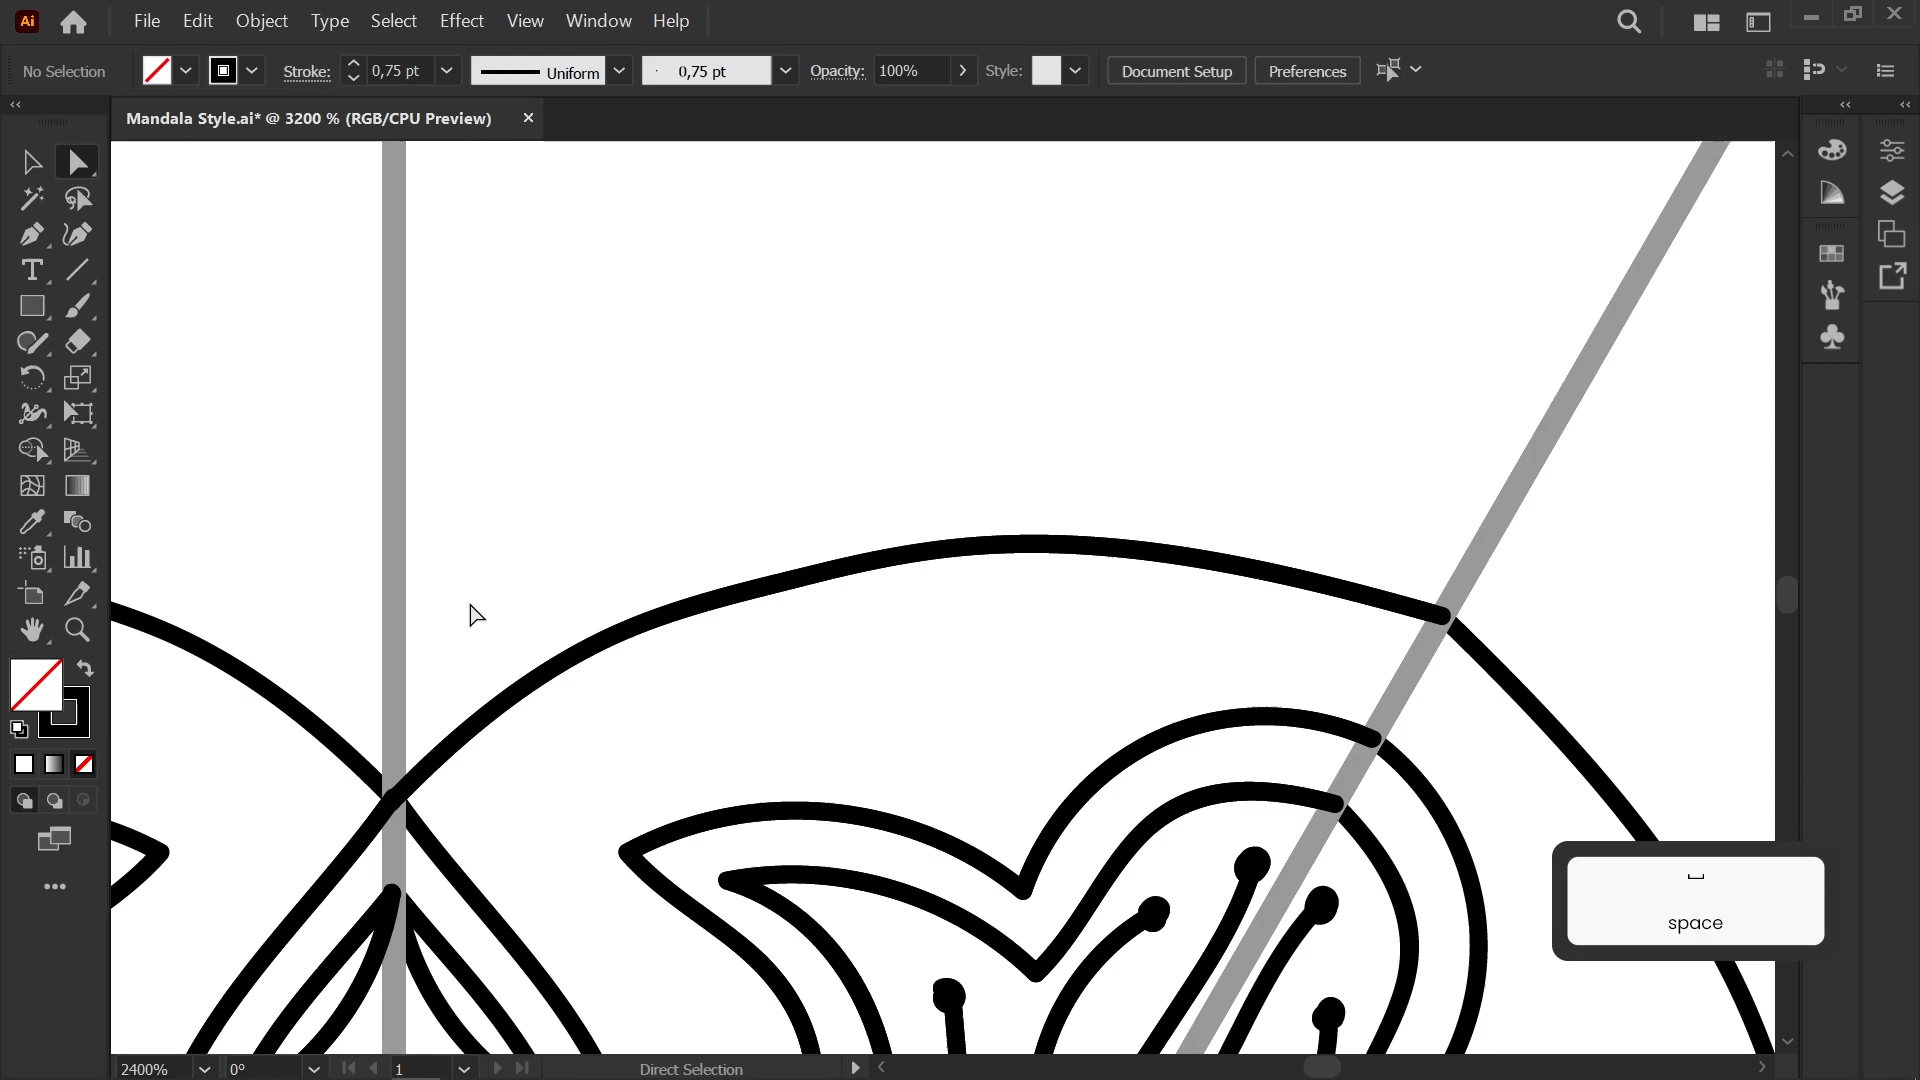 Ai File Edit Object Type Select Effect View Window Help
No Selection Stroke: 0,75 pt Uniform 0,75 pt Opacity: 100% Style: Document Setup Preferences
Mandala Style.ai* @ 3200 % (RGB/CPU Preview) ×
space
2400% 0° 1 Direct Selection